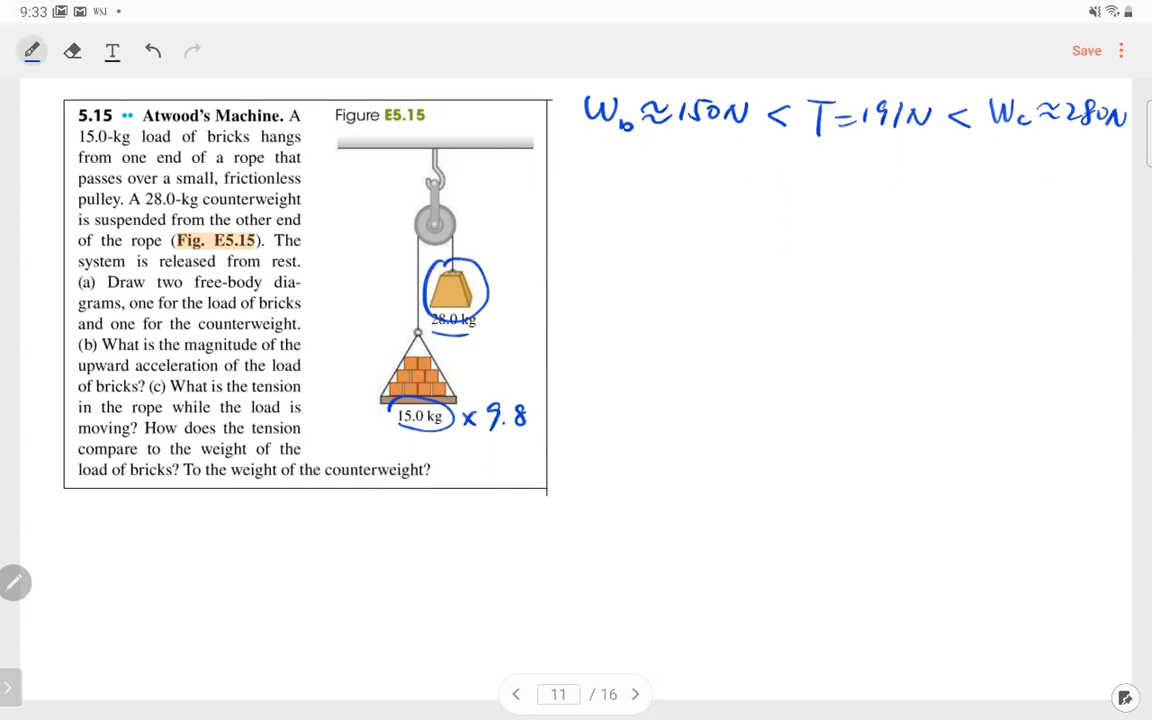 9:33 WSJ
Save
5.15 •• Atwood's Machine. A
15.0-kg load of bricks hangs
from one end of a rope that
passes over a small, frictionless
pulley. A 28.0-kg counterweight
is suspended from the other end
of the rope (Fig. E5.15). The
system is released from rest.
(a) Draw two free-body dia-
grams, one for the load of bricks
and one for the counterweight.
(b) What is the magnitude of the
upward acceleration of the load
of bricks? (c) What is the tension
in the rope while the load is
moving? How does the tension
compare to the weight of the
load of bricks? To the weight of the counterweight?
Figure E5.15
28.0 kg
15.0 kg × 9.8
W_b ≈ 150N < T = 191N < W_c ≈ 280N
11 / 16